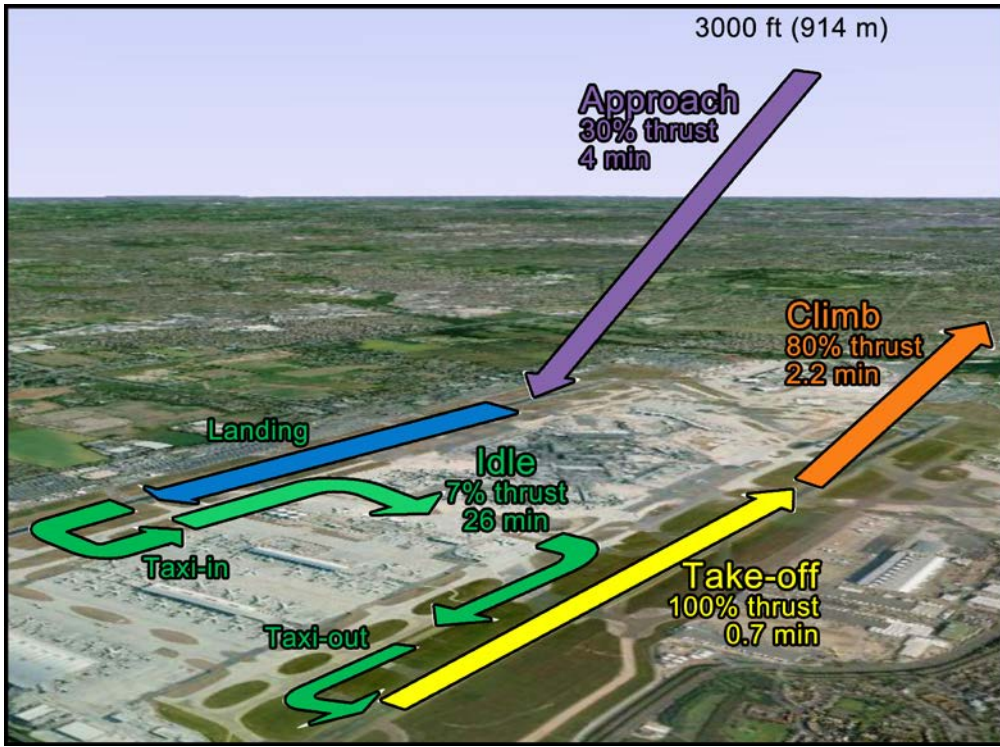 3000 ft (914 m)
Approach
30% thrust
4 min
Climb
80% thrust
2.2 min
Landing
Idle
7% thrust
26 min
Taxi-in
Take-off
100% thrust
0.7 min
Taxi-out